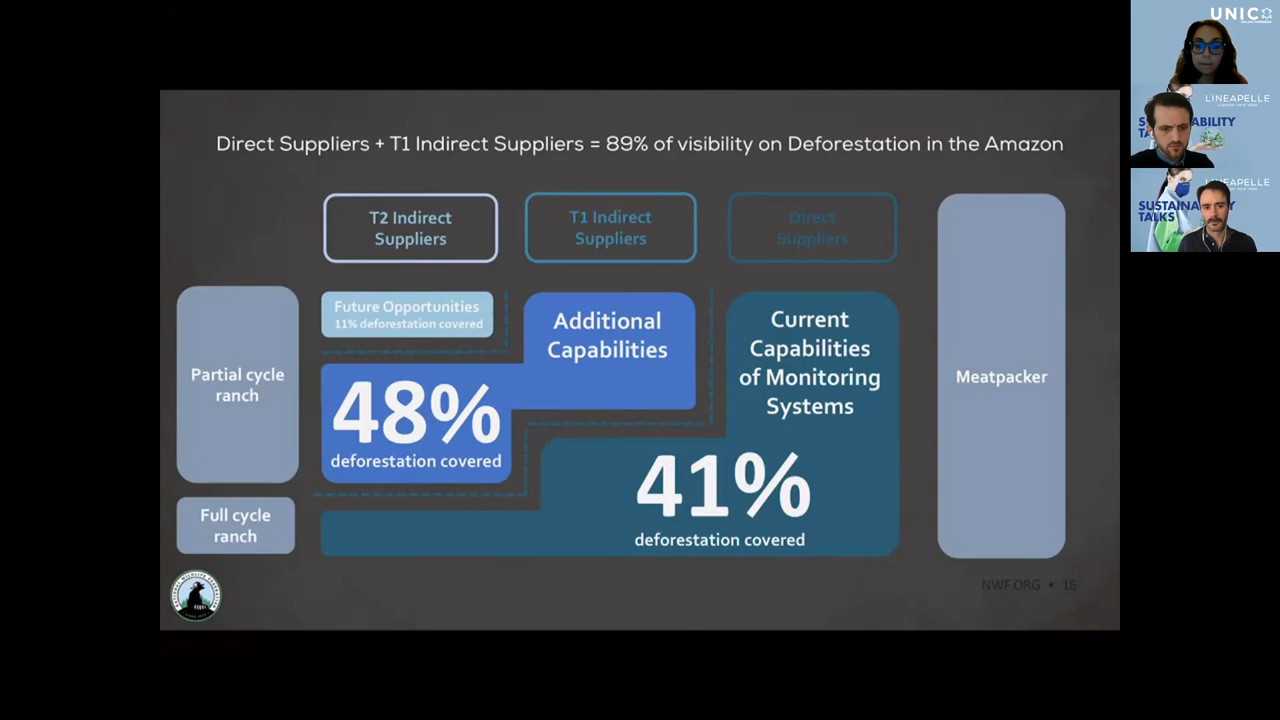 Direct Suppliers + T1 Indirect Suppliers = 89% of visibility on Deforestation in the Amazon
T2 Indirect
Suppliers
T1 Indirect
Suppliers
Direct
Suppliers
Partial cycle
ranch
Full cycle
ranch
Future Opportunities
11% deforestation covered
48%
deforestation covered
Additional
Capabilities
Current
Capabilities
of Monitoring
Systems
41%
deforestation covered
Meatpacker
NWF.ORG • 16
UNIC
LINEAPELLE
LINEAPELLE
SUSTAINA Y
TALKS